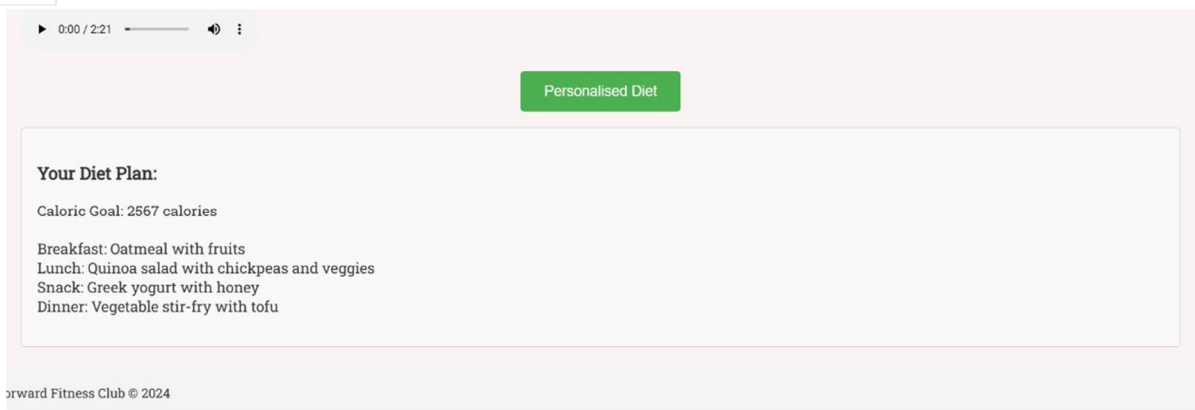 0:00 / 2:21
Personalised Diet
Your Diet Plan:
Caloric Goal: 2567 calories
Breakfast: Oatmeal with fruits
Lunch: Quinoa salad with chickpeas and veggies
Snack: Greek yogurt with honey
Dinner: Vegetable stir-fry with tofu
orward Fitness Club © 2024